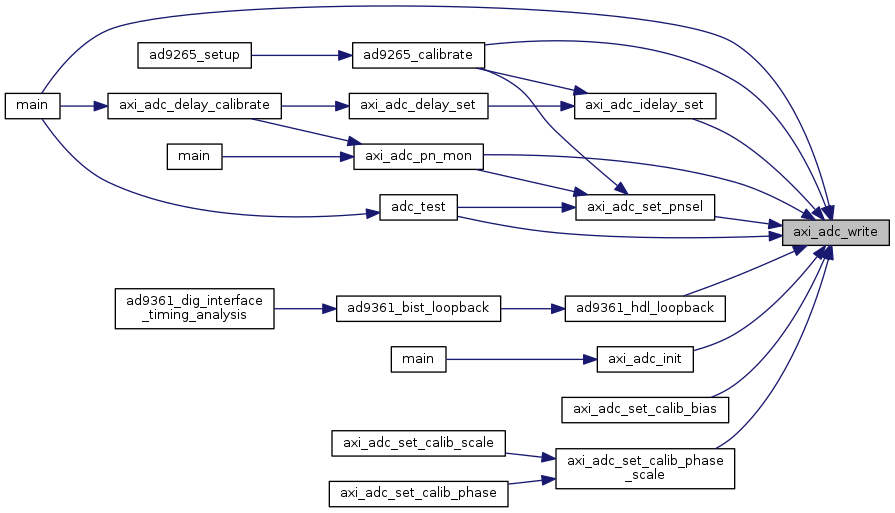 ad9265_setup
ad9265_calibrate
main
axi_adc_delay_calibrate
axi_adc_delay_set
axi_adc_idelay_set
main
axi_adc_pn_mon
adc_test
axi_adc_set_pnsel
axi_adc_write
ad9361_dig_interface
_timing_analysis
ad9361_bist_loopback
ad9361_hdl_loopback
main
axi_adc_init
axi_adc_set_calib_bias
axi_adc_set_calib_scale
axi_adc_set_calib_phase
_scale
axi_adc_set_calib_phase